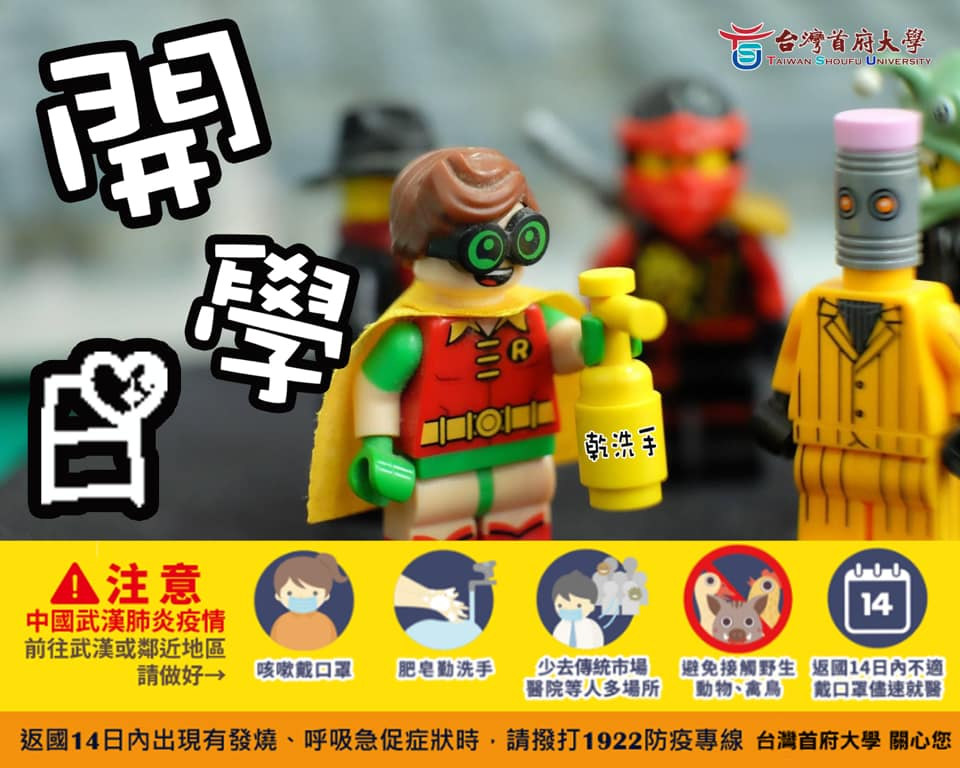 台灣首府大學
TAIWAN SHOUFU UNIVERSITY
開
學
日
R
乾洗手
注意
中國武漢肺炎疫情
前往武漢或鄰近地區
請做好→
咳嗽戴口罩
肥皂勤洗手
少去傳統市場
醫院等人多場所
避免接觸野生
動物、禽鳥
14
返國14日內不適
戴口罩儘速就醫
返國14日內出現有發燒、呼吸急促症狀時，請撥打1922防疫專線 台灣首府大學 關心您